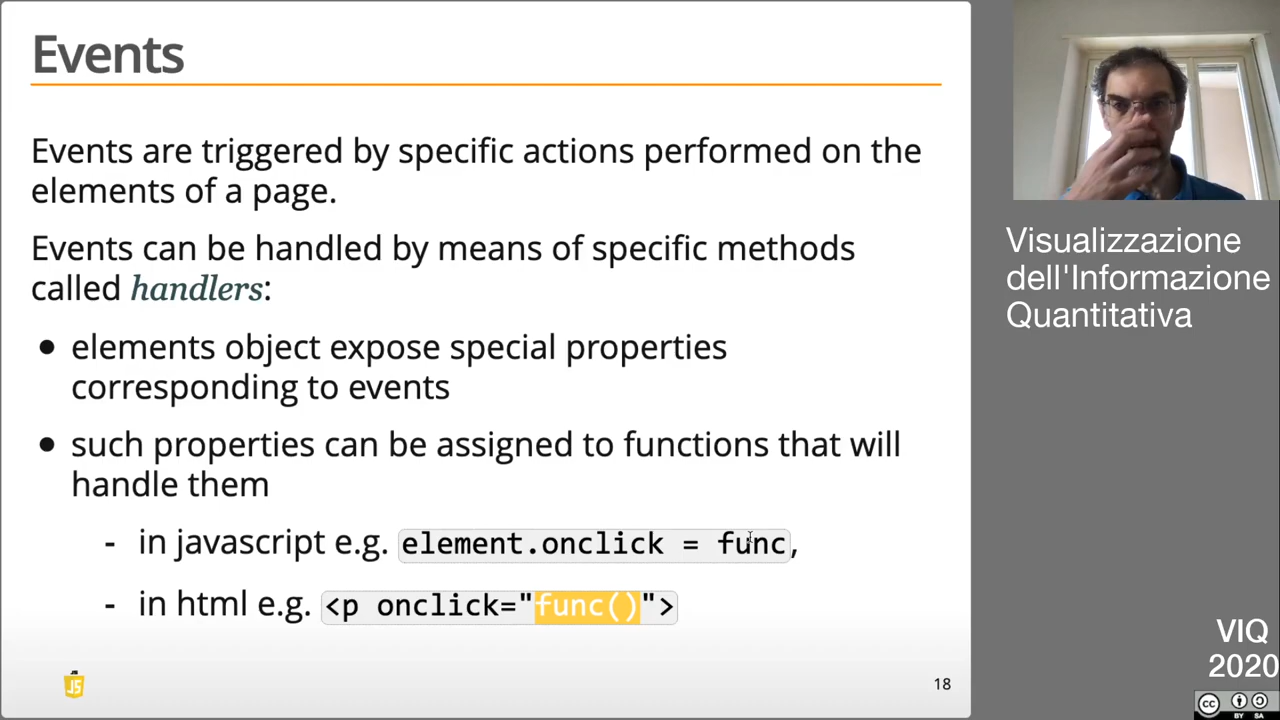 Events
Events are triggered by specific actions performed on the
elements of a page.
Events can be handled by means of specific methods
called handlers:
• elements object expose special properties
corresponding to events
• such properties can be assigned to functions that will
handle them
- in javascript e.g. element.onclick = func,
- in html e.g. <p onclick="func()">
JS
18
Visualizzazione
dell'Informazione
Quantitativa
VIQ
2020
cc
BY SA